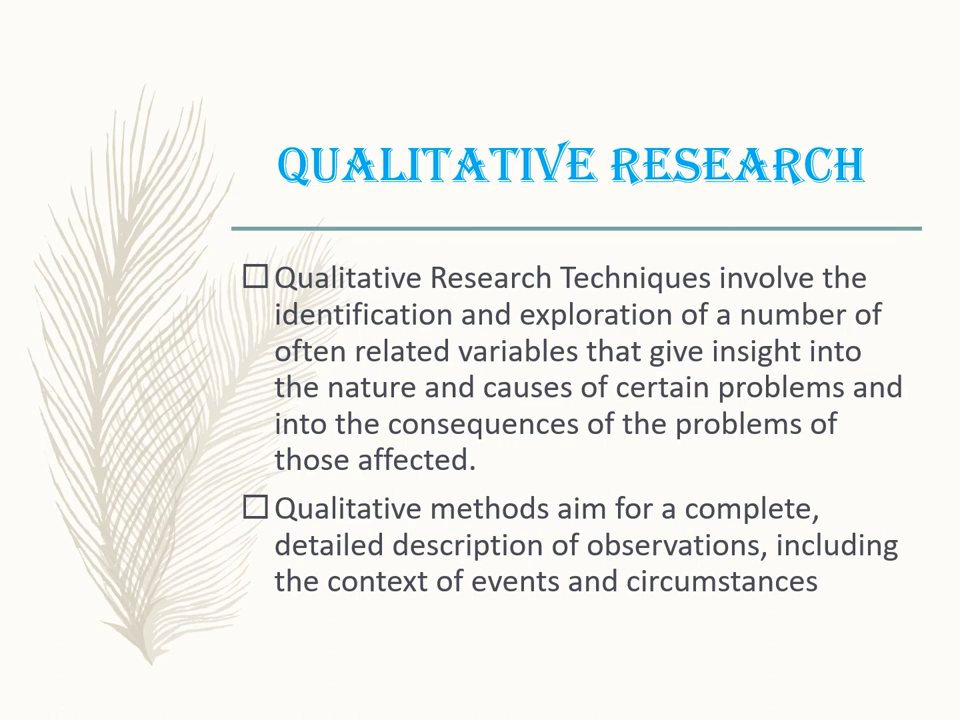 QUALITATIVE RESEARCH
Qualitative Research Techniques involve the
identification and exploration of a number of
often related variables that give insight into
the nature and causes of certain problems and
into the consequences of the problems of
those affected.
Qualitative methods aim for a complete,
detailed description of observations, including
the context of events and circumstances